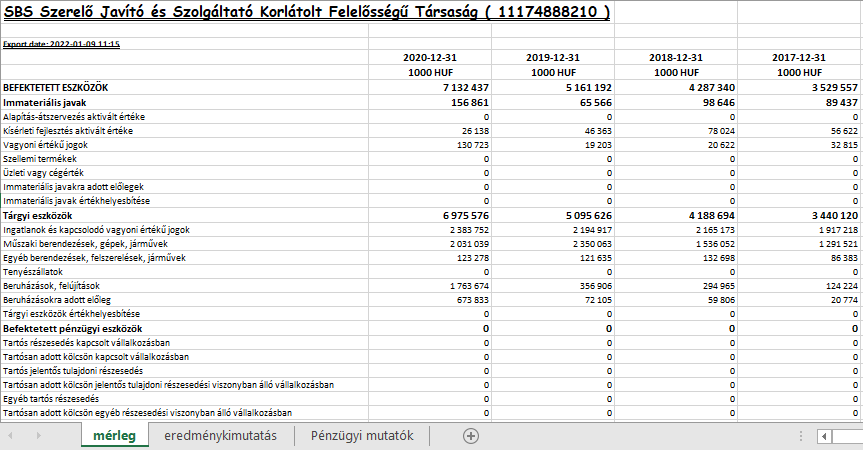 SBS Szerelő Javító és Szolgáltató Korlátolt Felelősségű Társaság ( 11174888210 )
Export date: 2022-01-09 11:15
2020-12-31 2019-12-31 2018-12-31 2017-12-31
1000 HUF 1000 HUF 1000 HUF 1000 HUF
BEFEKTETETT ESZKÖZÖK 7 132 437 5 161 192 4 287 340 3 529 557
Immateriális javak 156 861 65 566 98 646 89 437
Alapítás-átszervezés aktivált értéke 0 0 0 0
Kísérleti fejlesztés aktivált értéke 26 138 46 363 78 024 56 622
Vagyoni értékű jogok 130 723 19 203 20 622 32 815
Szellemi termékek 0 0 0 0
Üzleti vagy cégérték 0 0 0 0
Immateriális javakra adott előlegek 0 0 0 0
Immateriális javak értékhelyesbítése 0 0 0 0
Tárgyi eszközök 6 975 576 5 095 626 4 188 694 3 440 120
Ingatlanok és kapcsolodó vagyoni értékű jogok 2 383 752 2 194 917 2 165 173 1 917 218
Műszaki berendezések, gépek, járművek 2 031 039 2 350 063 1 536 052 1 291 521
Egyéb berendezések, felszerelések, járművek 123 278 121 635 132 698 86 383
Tenyészállatok 0 0 0 0
Beruházások, felújítások 1 763 674 356 906 294 965 124 224
Beruházásokra adott előleg 673 833 72 105 59 806 20 774
Tárgyi eszközök értékhelyesbítése 0 0 0 0
Befektetett pénzügyi eszközök 0 0 0 0
Tartós részesedés kapcsolt vállalkozásban 0 0 0 0
Tartósan adott kölcsön kapcsolt vállalkozásban 0 0 0 0
Tartós jelentős tulajdoni részesedés 0 0 0 0
Tartósan adott kölcsön jelentős tulajdoni részesedési viszonyban álló vállalkozásban 0 0 0 0
Egyéb tartós részesedés 0 0 0 0
Tartósan adott kölcsön egyéb részesedési viszonyban álló vállalkozásban 0 0 0 0
mérleg eredménykimutatás Pénzügyi mutatók